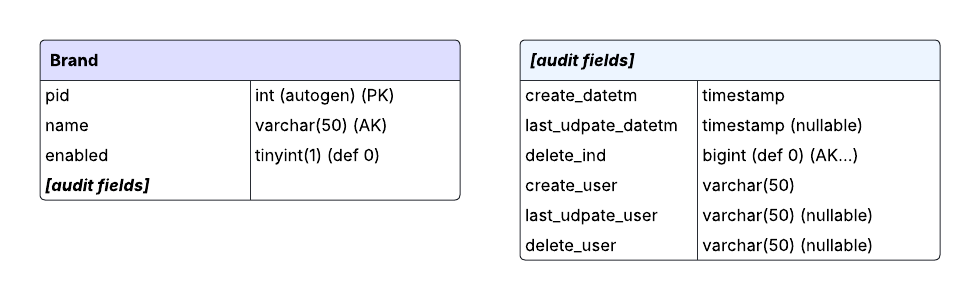 Brand
pid int (autogen) (PK)
name varchar(50) (AK)
enabled tinyint(1) (def 0)
[audit fields]
[audit fields]
create_datetm timestamp
last_udpate_datetm timestamp (nullable)
delete_ind bigint (def 0) (AK...)
create_user varchar(50)
last_udpate_user varchar(50) (nullable)
delete_user varchar(50) (nullable)